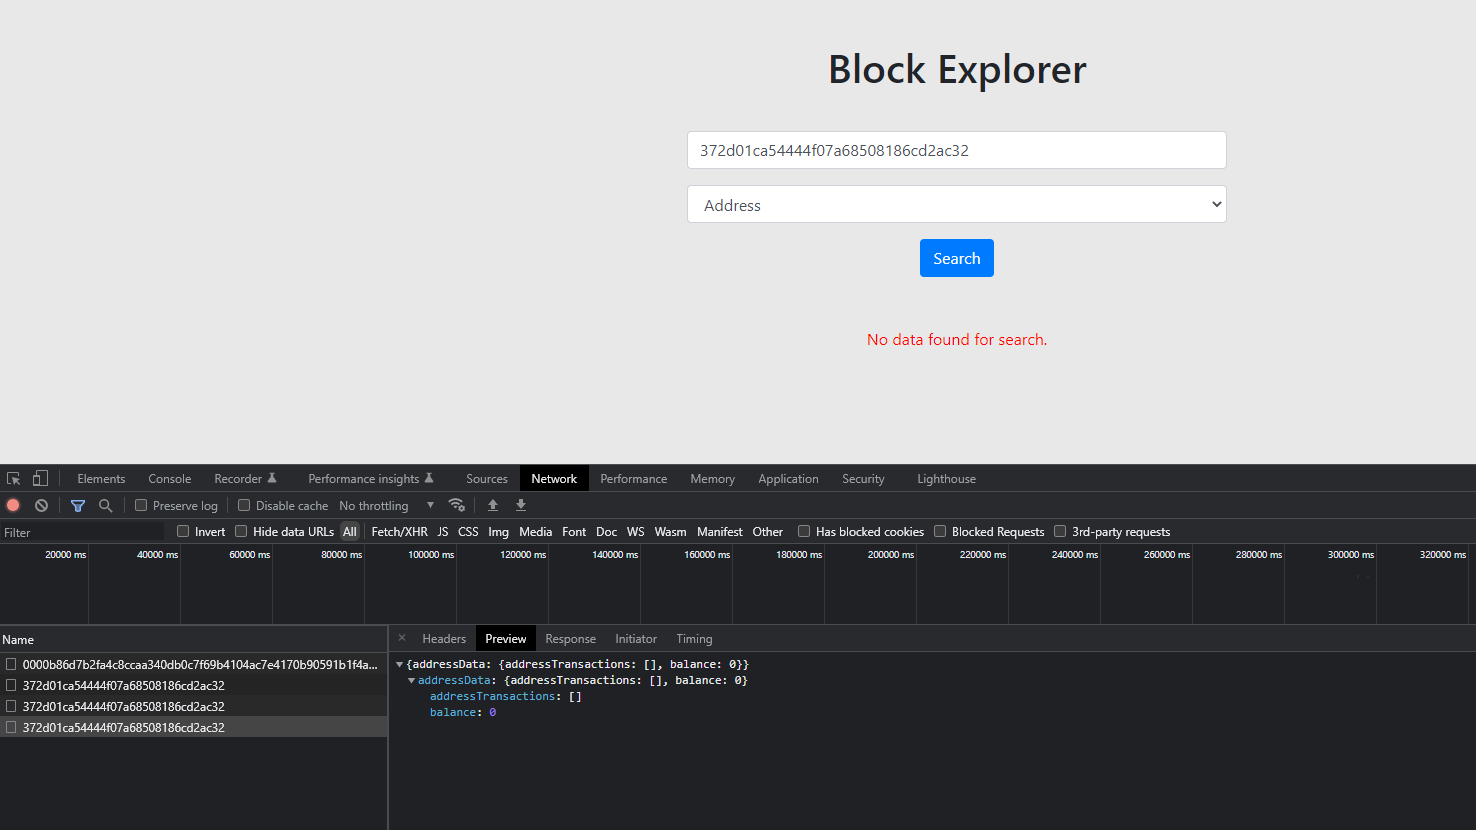 Block Explorer
372d01ca54444f07a68508186cd2ac32
Address
Search
No data found for search.
Elements Console Recorder Performance insights Sources Network Performance Memory Application Security Lighthouse
Preserve log Disable cache No throttling
Filter Invert Hide data URLs All Fetch/XHR JS CSS Img Media Font Doc WS Wasm Manifest Other Has blocked cookies Blocked Requests 3rd-party requests
20000 ms 40000 ms 60000 ms 80000 ms 100000 ms 120000 ms 140000 ms 160000 ms 180000 ms 200000 ms 220000 ms 240000 ms 260000 ms 280000 ms 300000 ms 320000 ms
Name
0000b86d7b2fa4c8ccaa340db0c7f69b4104ac7e4170b90591b1f4a...
372d01ca54444f07a68508186cd2ac32
372d01ca54444f07a68508186cd2ac32
372d01ca54444f07a68508186cd2ac32
Headers Preview Response Initiator Timing
{addressData: {addressTransactions: [], balance: 0}}
addressData: {addressTransactions: [], balance: 0}
addressTransactions: []
balance: 0